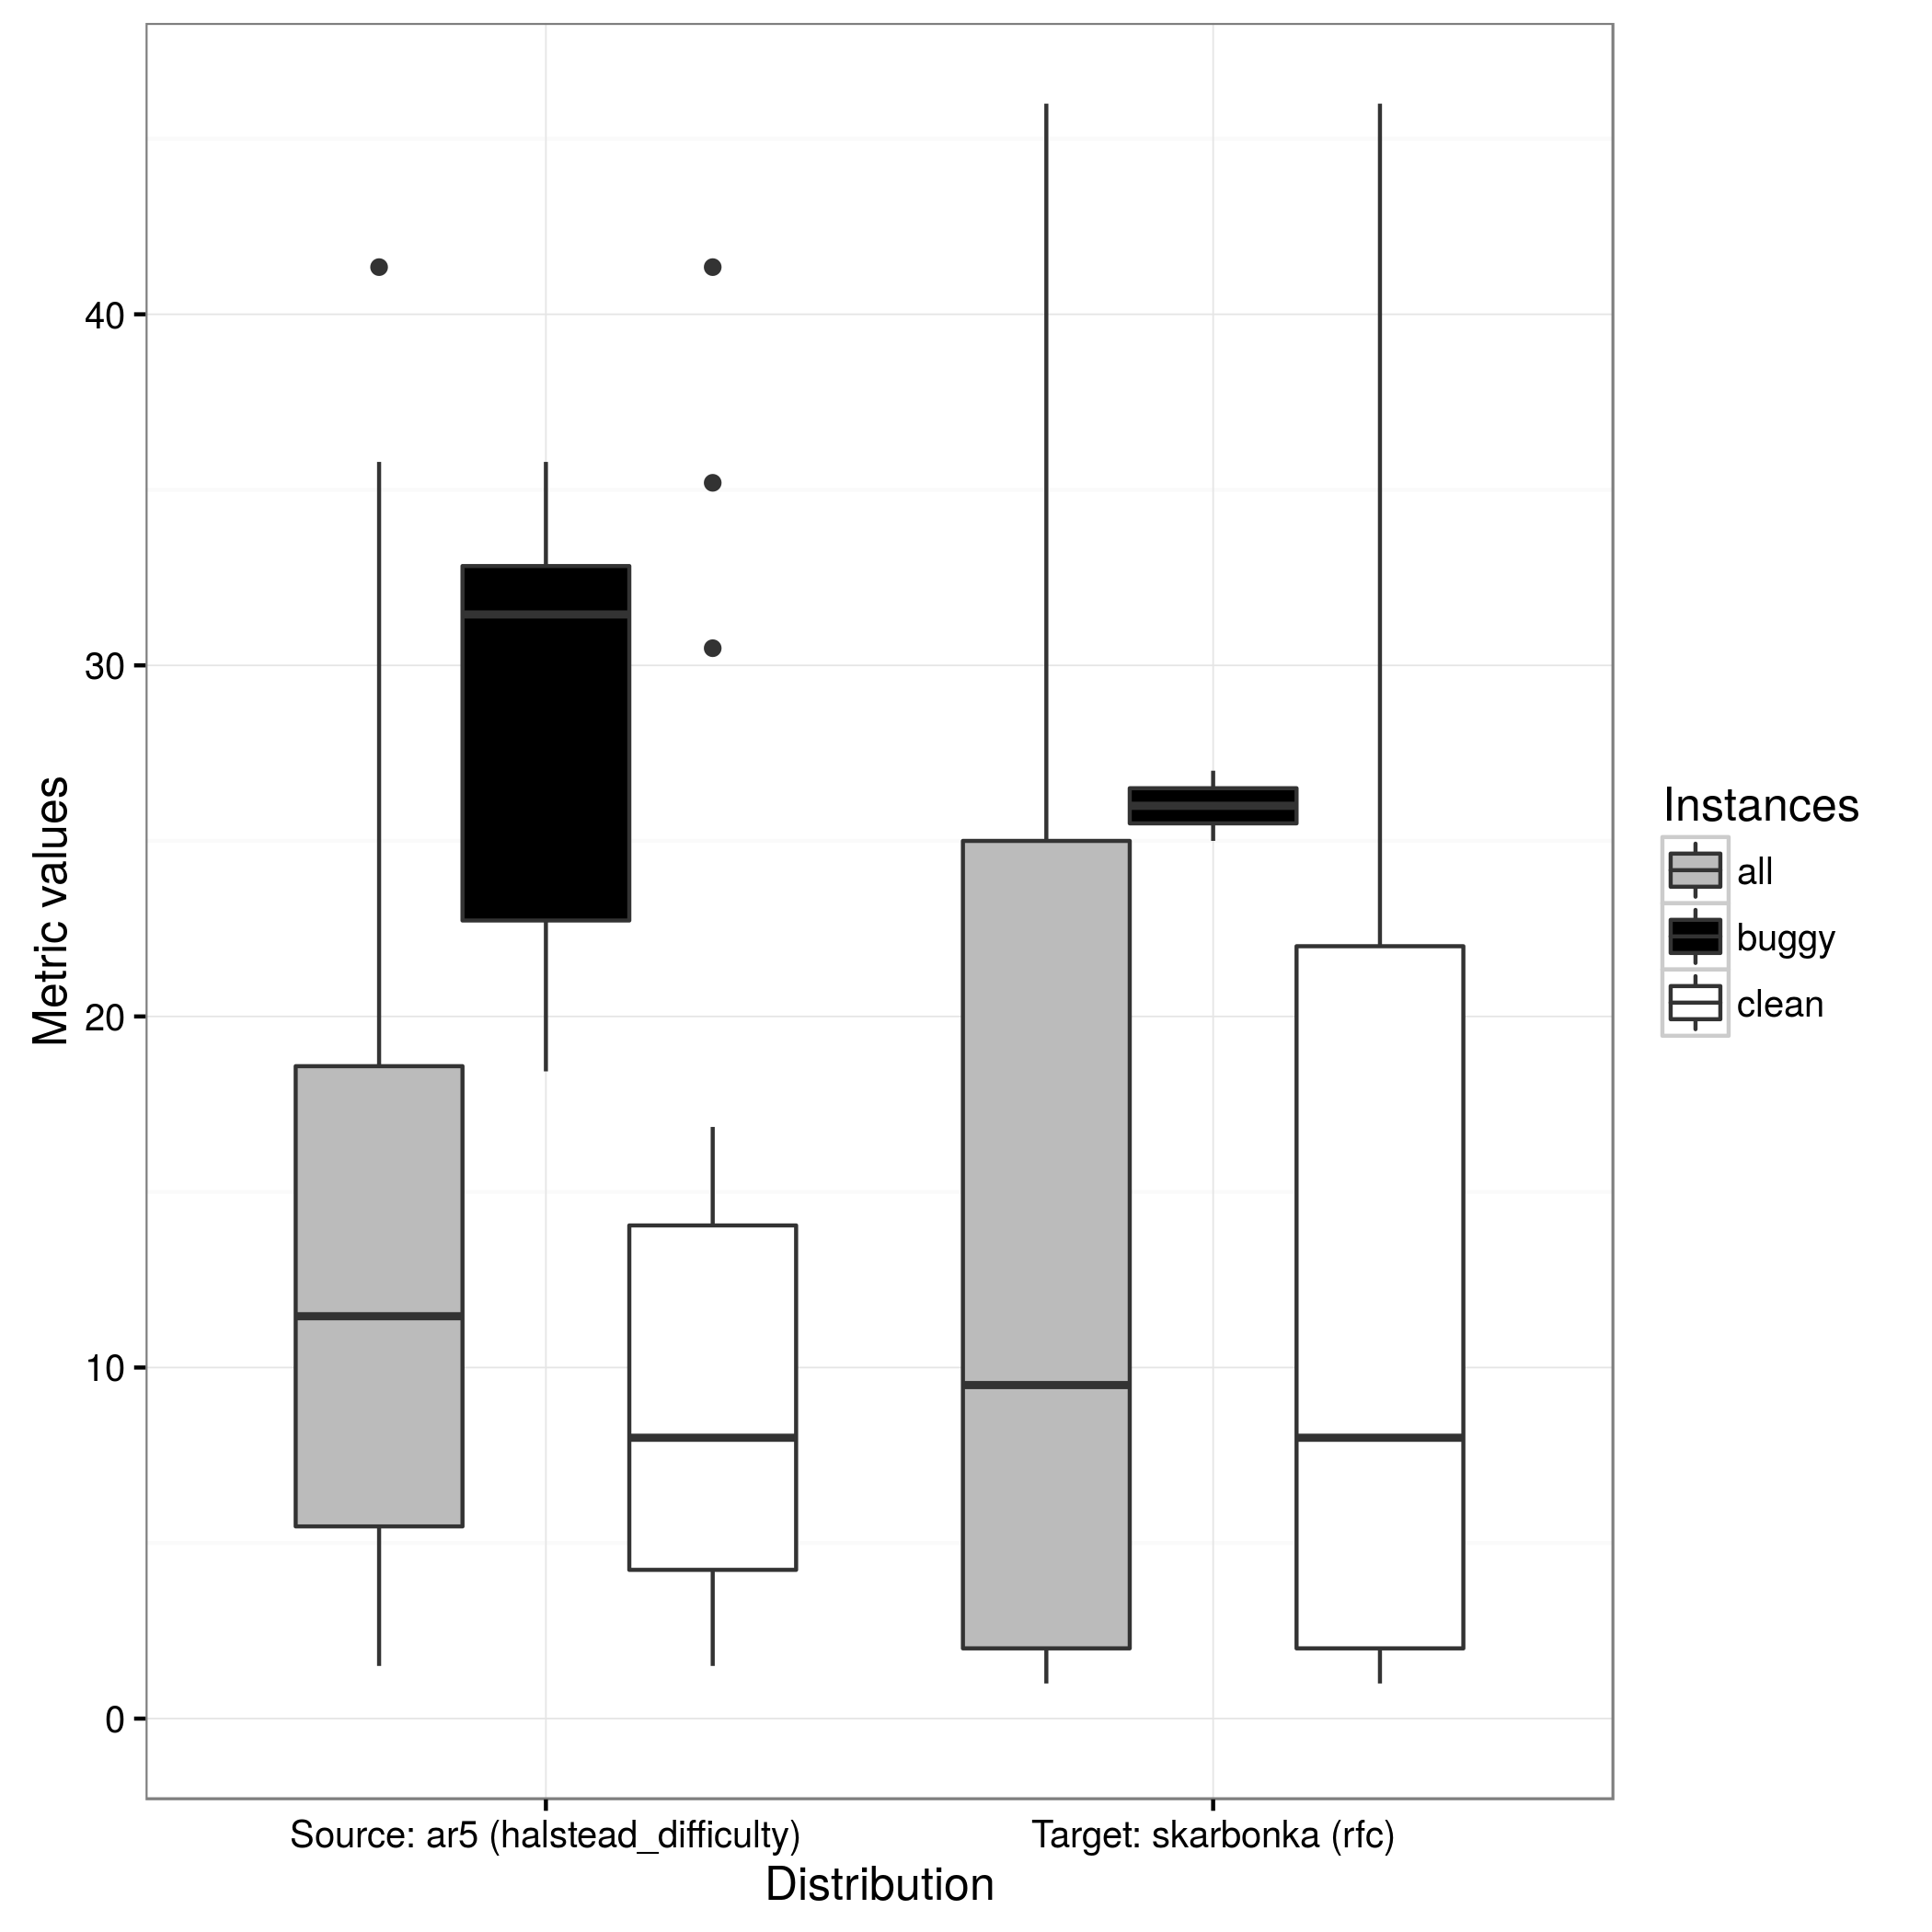 40
30
20
10
0
Metric values
Source: ar5 (halstead_difficulty)
Target: skarbonka (rfc)
Distribution
Instances
all
buggy
clean